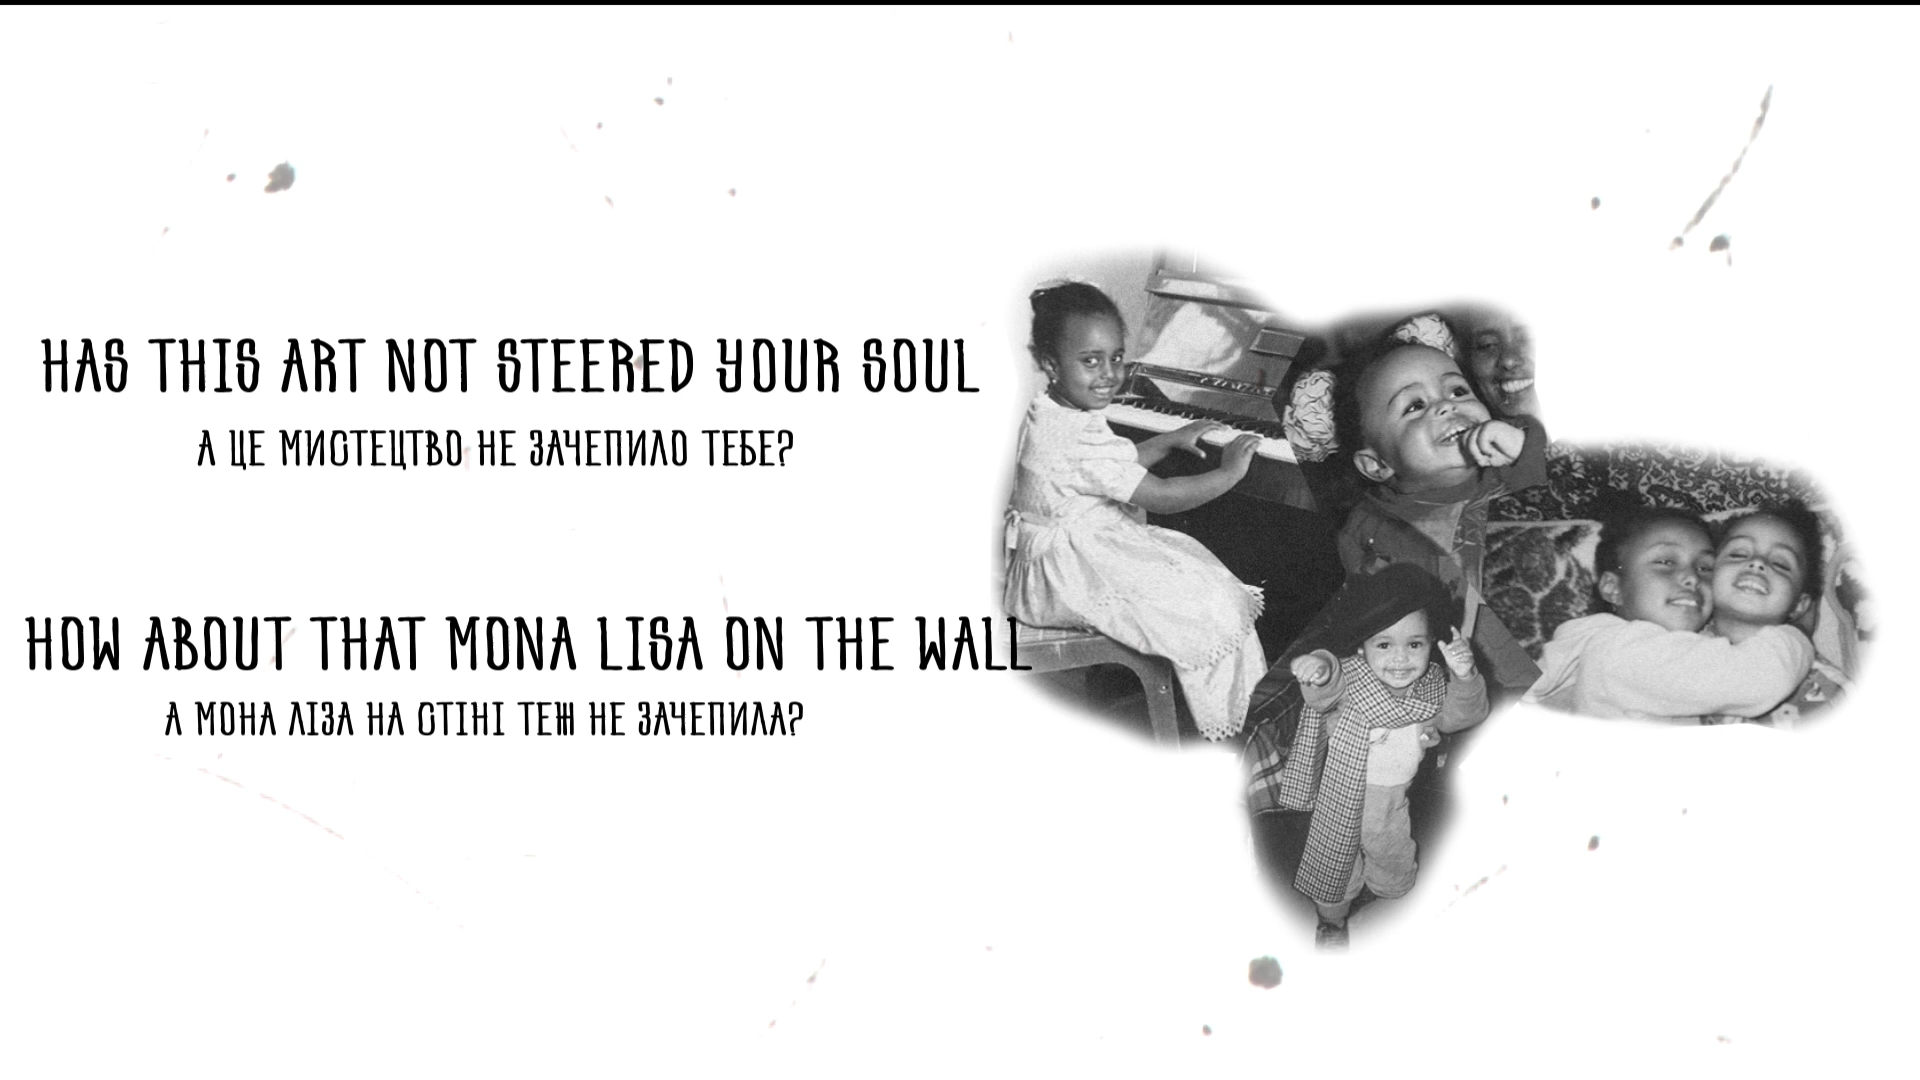 HAS THIS ART NOT STEERED YOUR SOUL
А ЦЕ МИСТЕЦТВО НЕ ЗАЧЕПИЛО ТЕБЕ?
HOW ABOUT THAT MONA LISA ON THE WALL
А МОНА ЛІЗА НА СТІНІ ТЕЖ НЕ ЗАЧЕПИЛА?